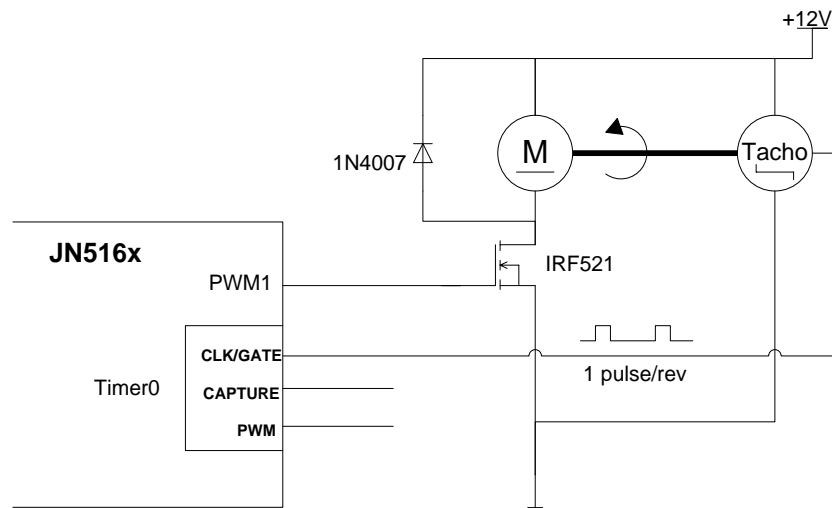 +12V
M
Tacho
1N4007
JN516x
IRF521
PWM1
CLK/GATE
1 pulse/rev
Timer0
CAPTURE
PWM